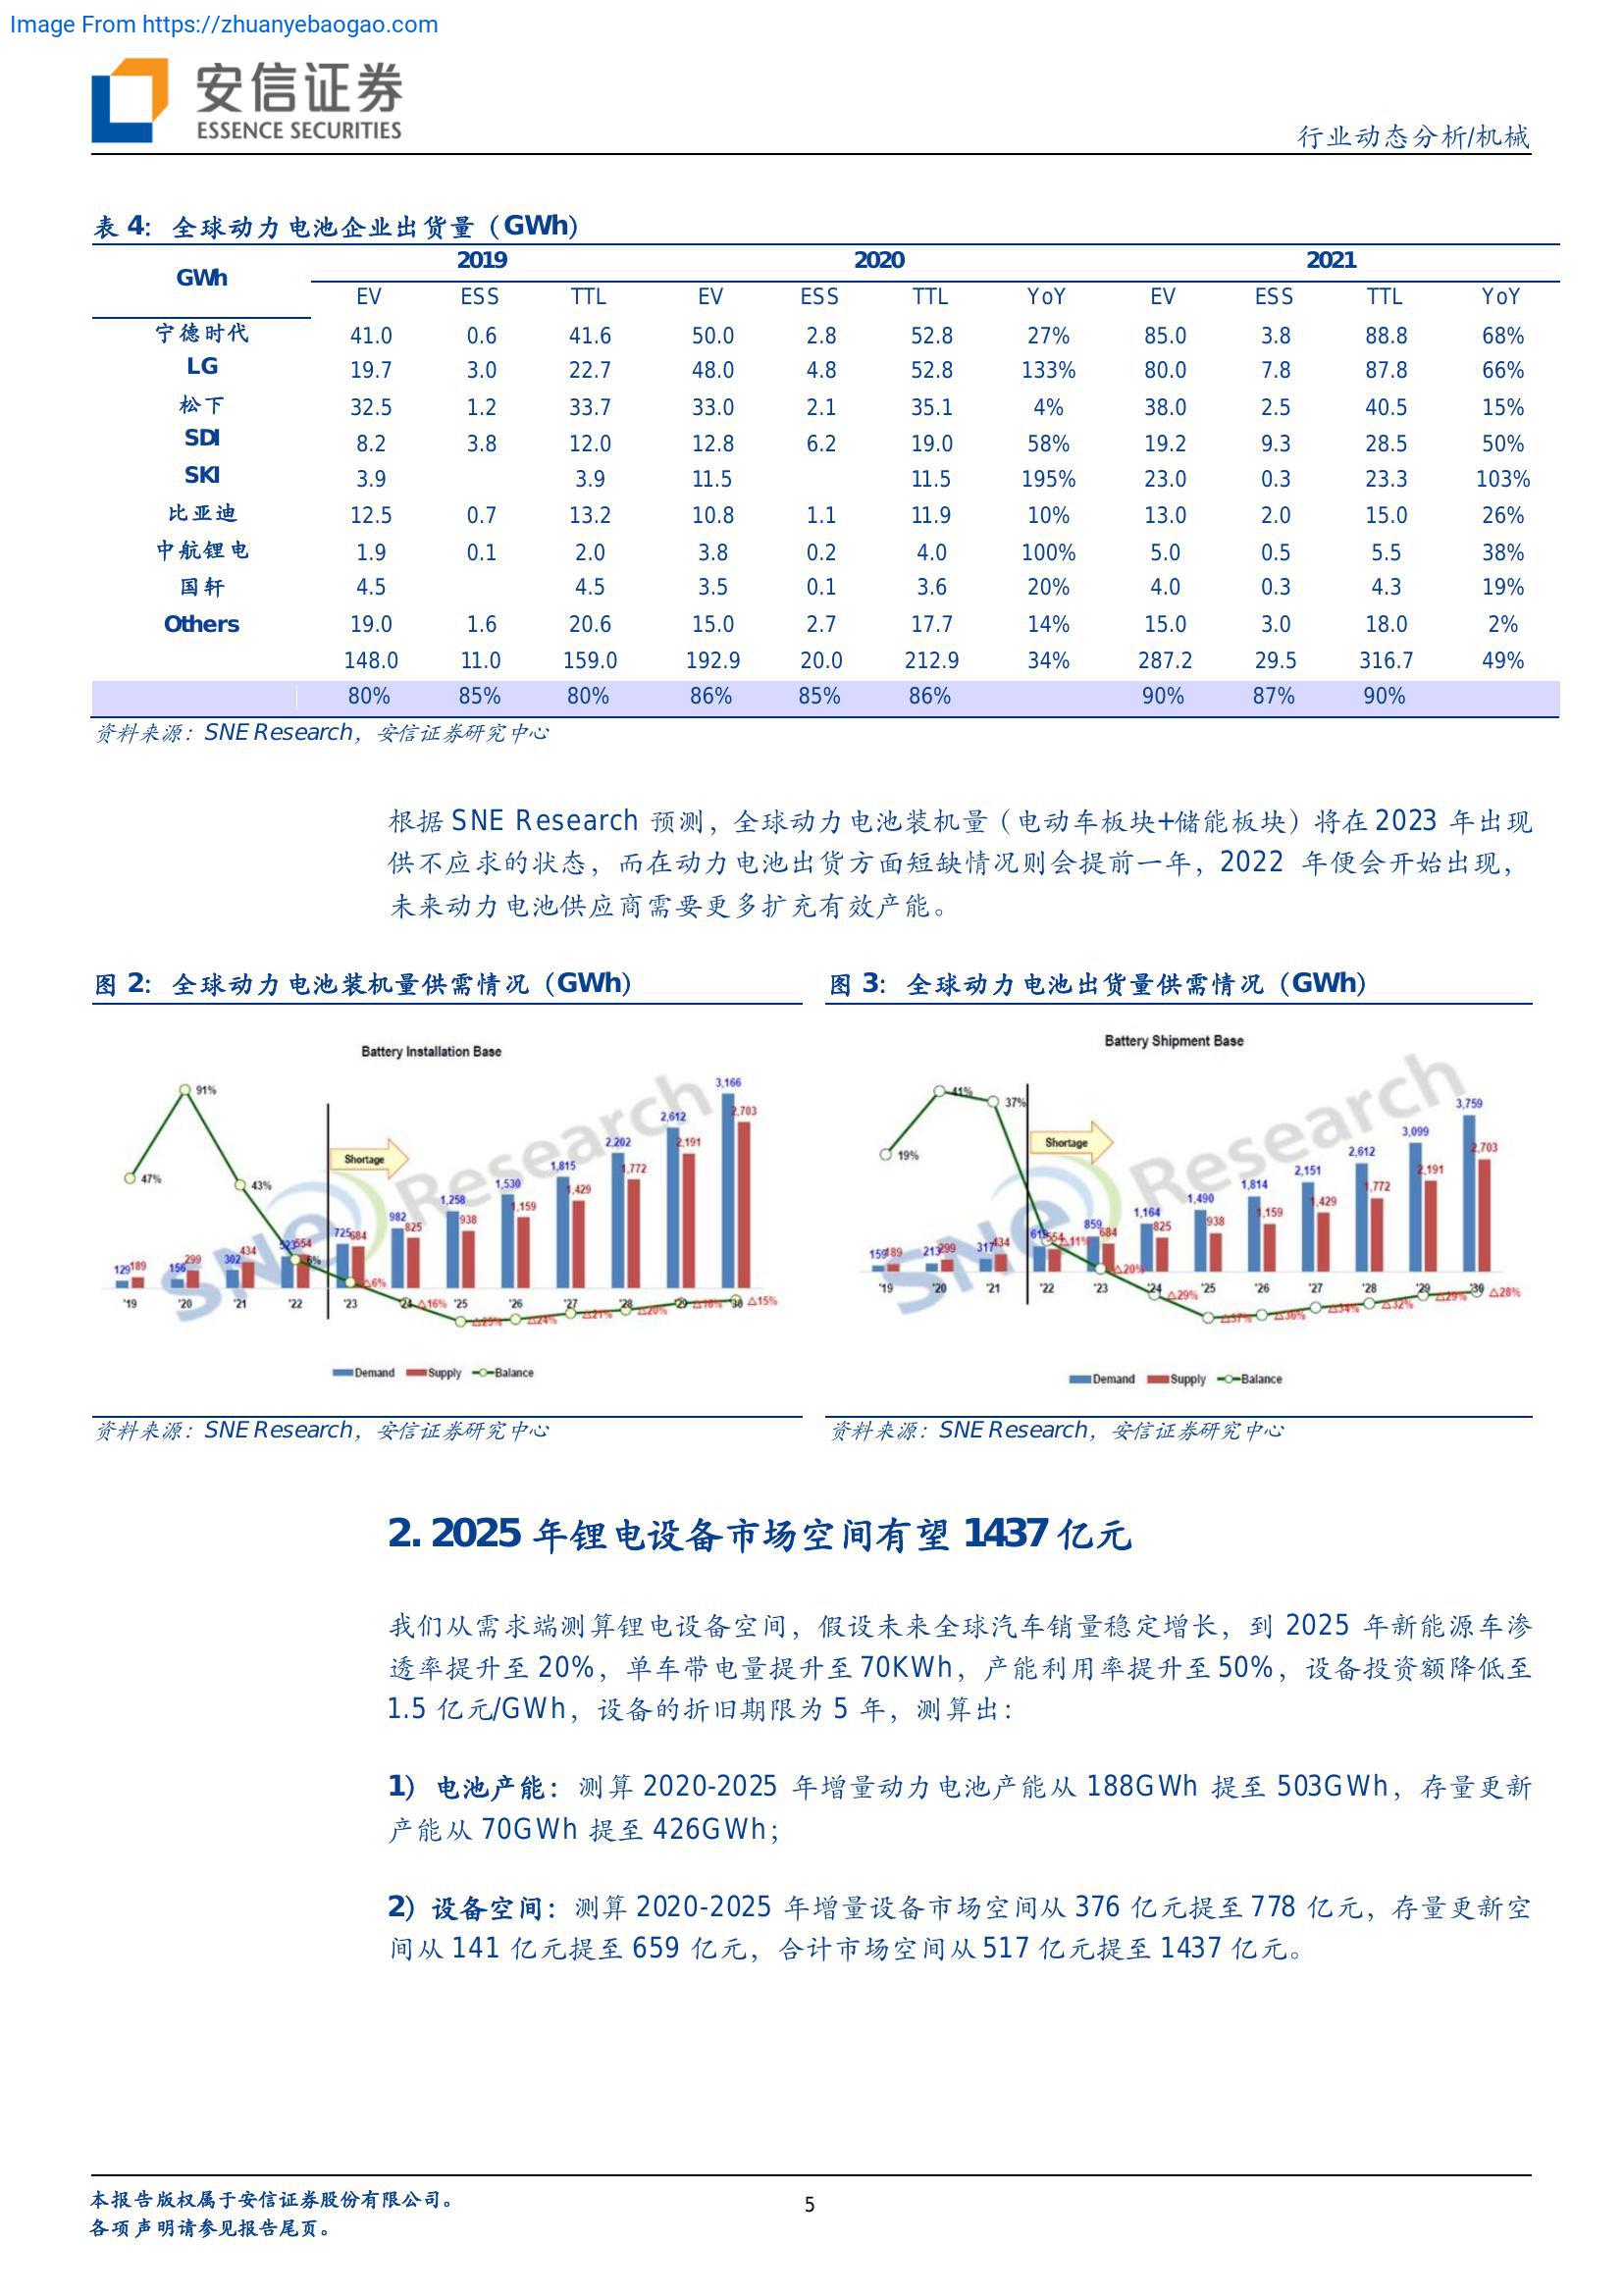 Image From https://zhuanyebaogao.com
安信证券
ESSENCE SECURITIES
行业动态分析/机械
表 4: 全球动力电池企业出货量（GWh）
GWh 2019 2020 2021
EV ESS TTL EV ESS TTL YoY EV ESS TTL YoY
宁德时代 41.0 0.6 41.6 50.0 2.8 52.8 27% 85.0 3.8 88.8 68%
LG 19.7 3.0 22.7 48.0 4.8 52.8 133% 80.0 7.8 87.8 66%
松下 32.5 1.2 33.7 33.0 2.1 35.1 4% 38.0 2.5 40.5 15%
SDI 8.2 3.8 12.0 12.8 6.2 19.0 58% 19.2 9.3 28.5 50%
SKI 3.9 3.9 11.5 11.5 195% 23.0 0.3 23.3 103%
比亚迪 12.5 0.7 13.2 10.8 1.1 11.9 10% 13.0 2.0 15.0 26%
中航锂电 1.9 0.1 2.0 3.8 0.2 4.0 100% 5.0 0.5 5.5 38%
国轩 4.5 4.5 3.5 0.1 3.6 20% 4.0 0.3 4.3 19%
Others 19.0 1.6 20.6 15.0 2.7 17.7 14% 15.0 3.0 18.0 2%
148.0 11.0 159.0 192.9 20.0 212.9 34% 287.2 29.5 316.7 49%
80% 85% 80% 86% 85% 86% 90% 87% 90%
资料来源：SNE Research，安信证券研究中心
根据 SNE Research 预测，全球动力电池装机量（电动车板块+储能板块）将在 2023 年出现
供不应求的状态，而在动力电池出货方面短缺情况则会提前一年，2022 年便会开始出现，
未来动力电池供应商需要更多扩充有效产能。
图 2: 全球动力电池装机量供需情况（GWh）
Battery Installation Base
SNE Research
Shortage
47% 91% 43% 6% △6% △16% △25% △24% △21% △20% △16% △15%
129 156 302 523 725 982 1,258 1,530 1,815 2,202 2,612 3,166
189 299 434 554 684 825 938 1,159 1,429 1,772 2,191 2,703
'19 '20 '21 '22 '23 '24 '25 '26 '27 '28 '29 '30
Demand Supply Balance
资料来源：SNE Research，安信证券研究中心
图 3: 全球动力电池出货量供需情况（GWh）
Battery Shipment Base
SNE Research
Shortage
19% 41% 37% △11% △20% △29% △37% △36% △34% △32% △29% △28%
159 213 317 619 859 1,164 1,490 1,814 2,151 2,612 3,099 3,759
189 299 434 554 684 825 938 1,159 1,429 1,772 2,191 2,703
'19 '20 '21 '22 '23 '24 '25 '26 '27 '28 '29 '30
Demand Supply Balance
资料来源：SNE Research，安信证券研究中心
2. 2025 年锂电设备市场空间有望 1437 亿元
我们从需求端测算锂电设备空间，假设未来全球汽车销量稳定增长，到 2025 年新能源车渗
透率提升至 20%，单车带电量提升至 70KWh，产能利用率提升至 50%，设备投资额降低至
1.5 亿元/GWh，设备的折旧期限为 5 年，测算出：
1）电池产能：测算 2020-2025 年增量动力电池产能从 188GWh 提至 503GWh，存量更新
产能从 70GWh 提至 426GWh；
2）设备空间：测算 2020-2025 年增量设备市场空间从 376 亿元提至 778 亿元，存量更新空
间从 141 亿元提至 659 亿元，合计市场空间从 517 亿元提至 1437 亿元。
本报告版权属于安信证券股份有限公司。
各项声明请参见报告尾页。
5